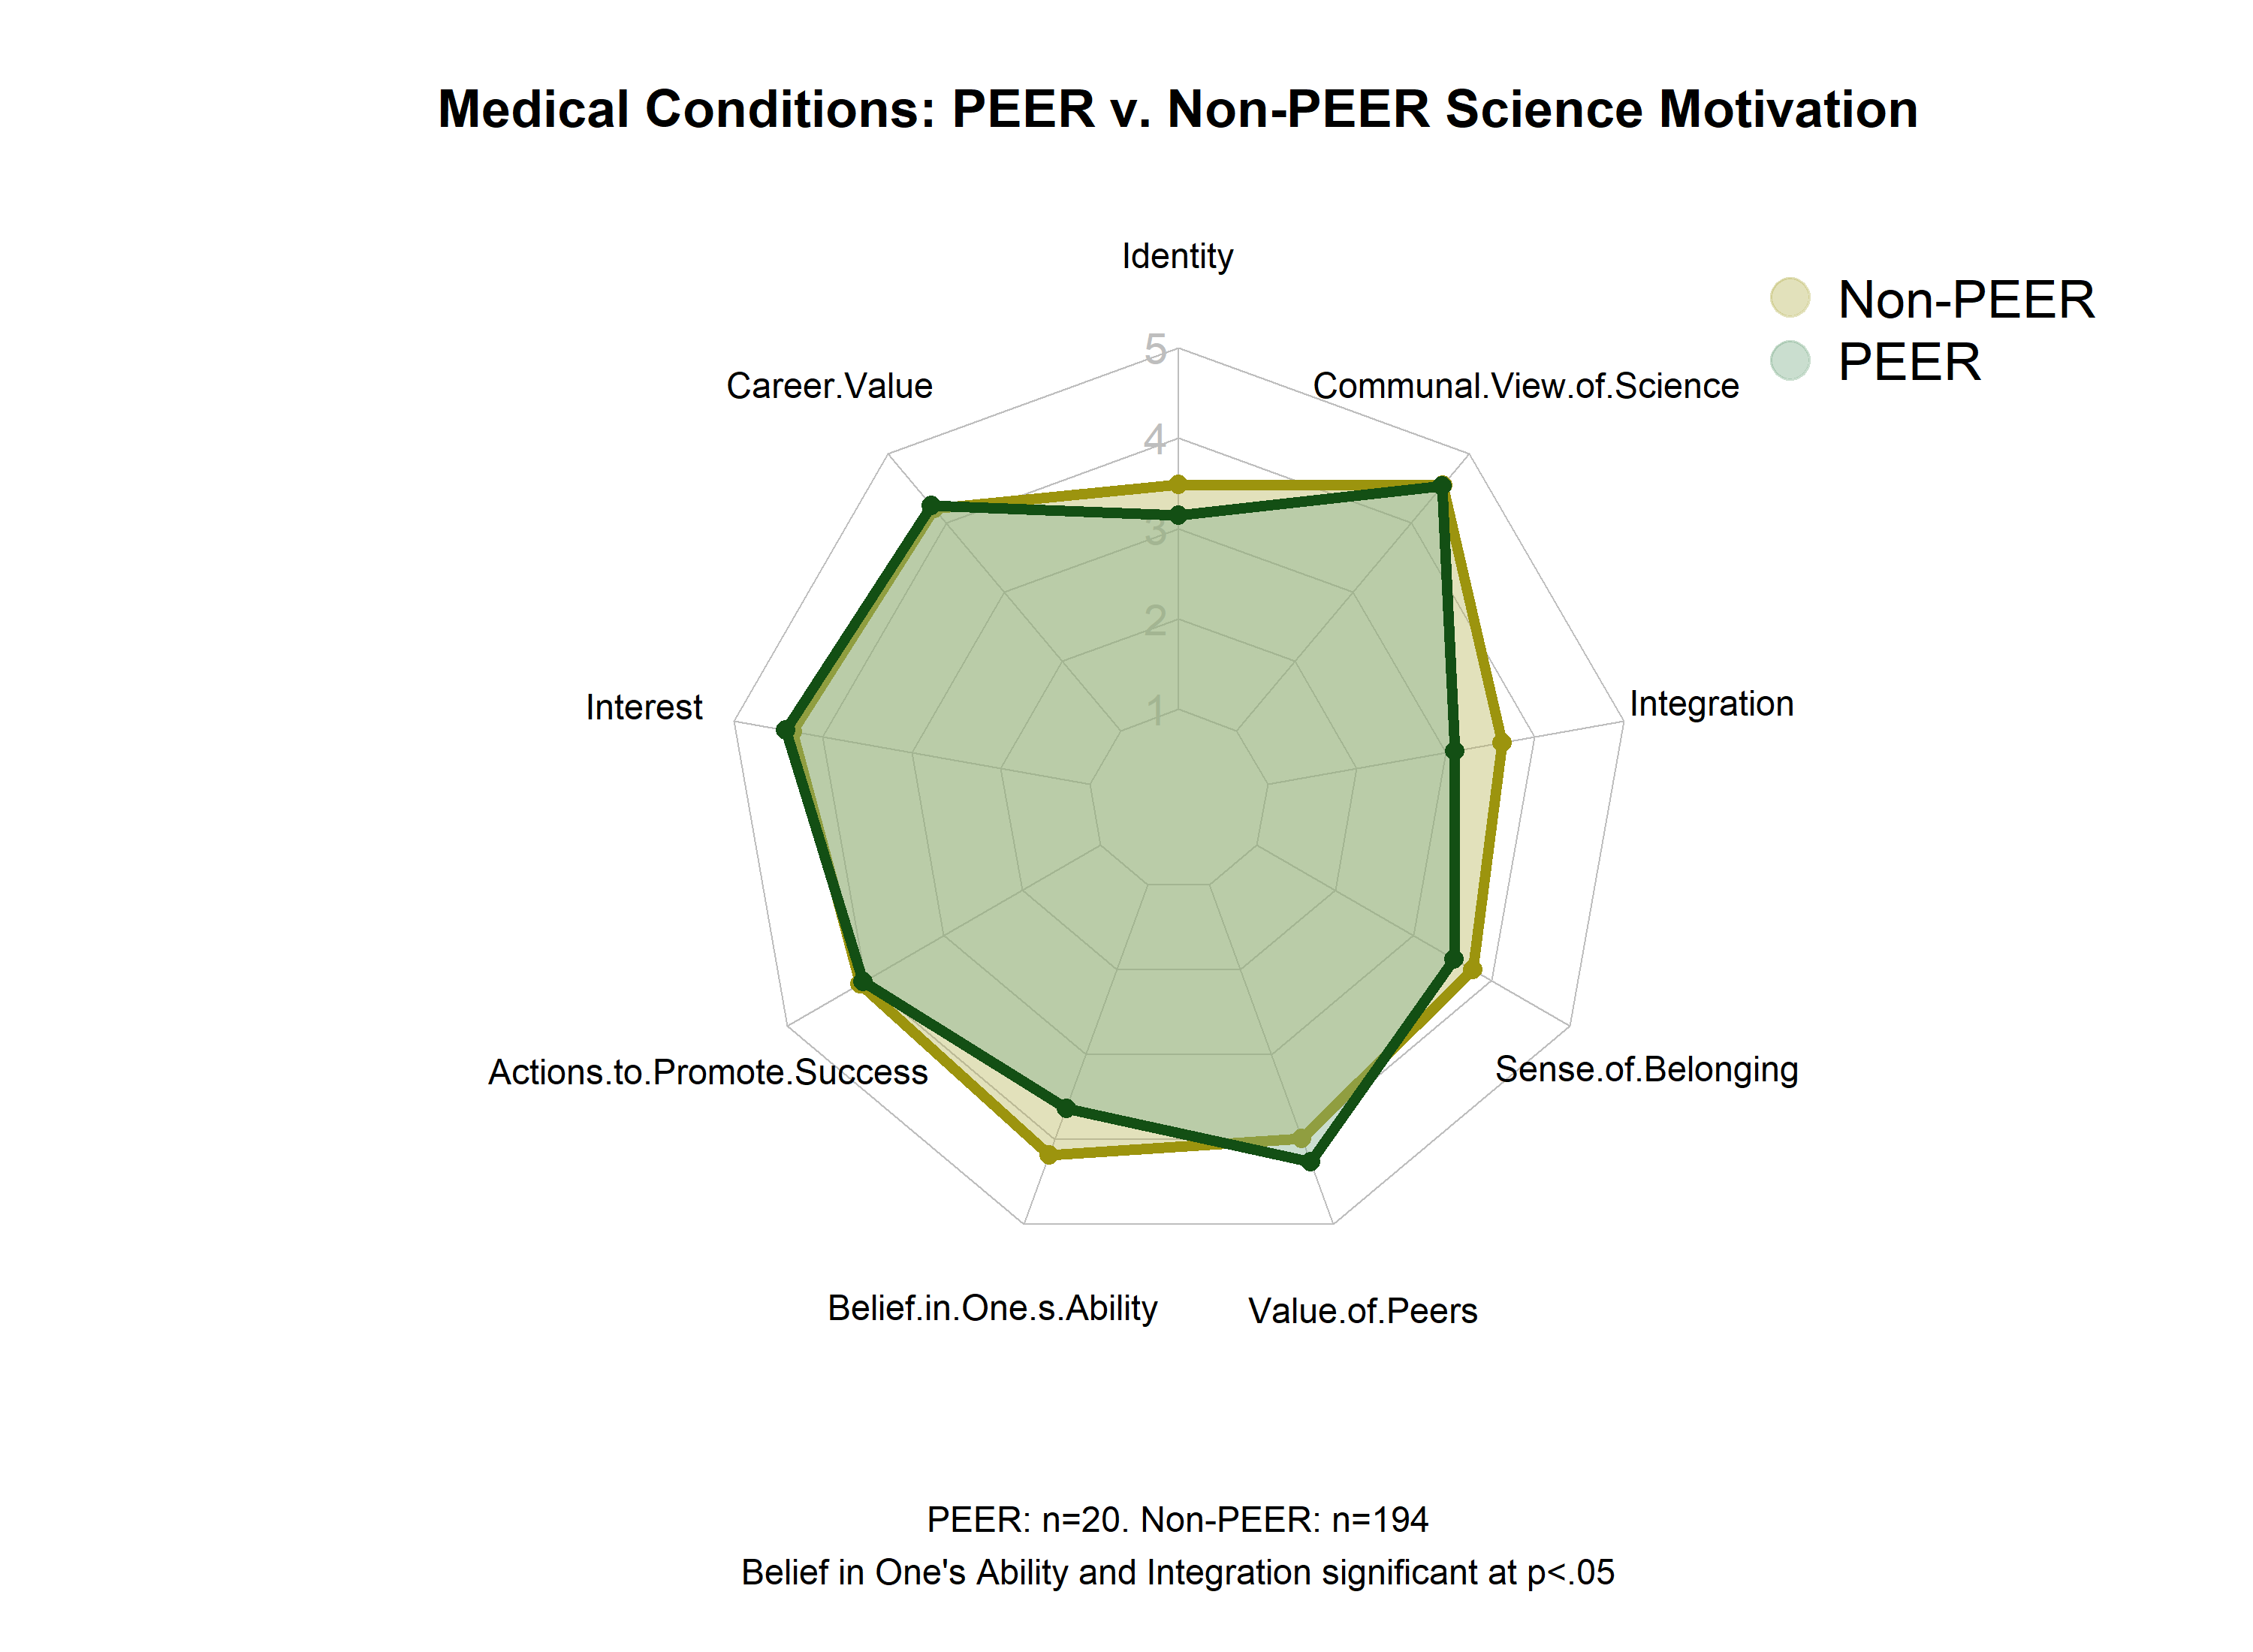 Medical Conditions: PEER v. Non-PEER Science Motivation
Identity
Non-PEER
PEER
Career.Value
Communal.View.of.Science
5
4
3
2
1
Interest
Integration
Actions.to.Promote.Success
Sense.of.Belonging
Belief.in.One.s.Ability
Value.of.Peers
PEER: n=20. Non-PEER: n=194
Belief in One's Ability and Integration significant at p<.05